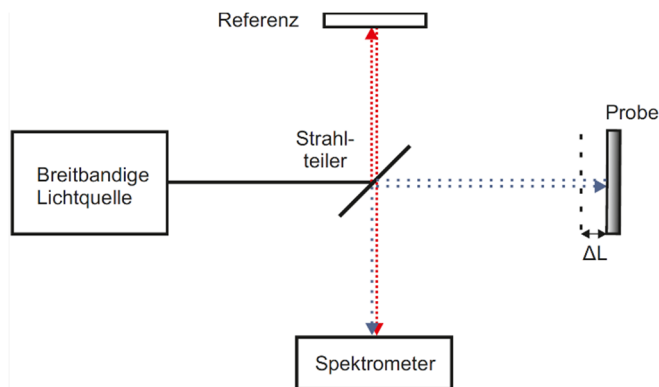 Referenz
Probe
Strahl-
teiler
Breitbandige
Lichtquelle
ΔL
Spektrometer